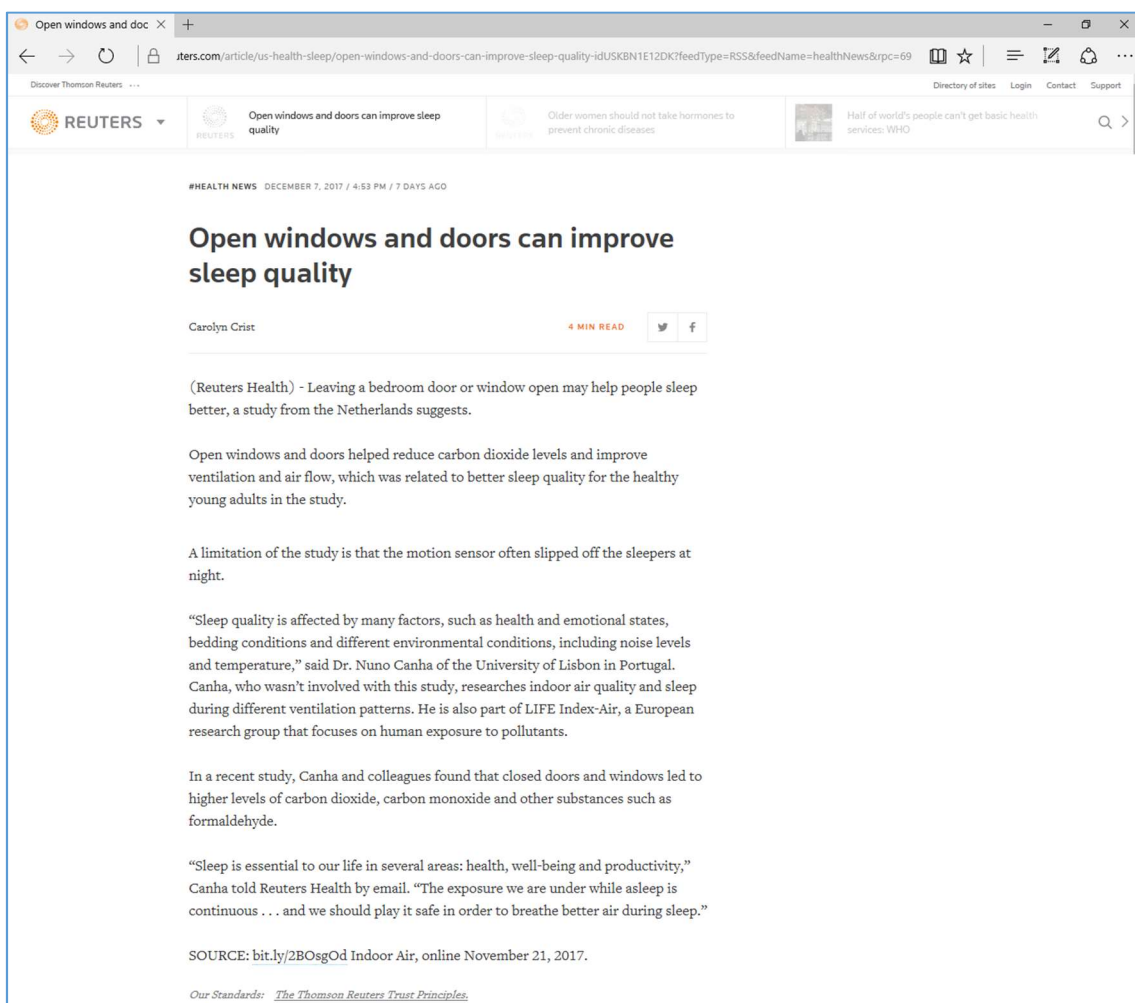 Open windows and doc
uters.com/article/us-health-sleep/open-windows-and-doors-can-improve-sleep-quality-idUSKBN1E12DK?feedType=RSS&feedName=healthNews&rpc=69
Discover Thomson Reuters
Directory of sites Login Contact Support
REUTERS
REUTERS
Open windows and doors can improve sleep
quality
Older women should not take hormones to
prevent chronic diseases
Half of world's people can't get basic health
services: WHO
#HEALTH NEWS DECEMBER 7, 2017 / 4:53 PM / 7 DAYS AGO
Open windows and doors can improve
sleep quality
Carolyn Crist
4 MIN READ
(Reuters Health) - Leaving a bedroom door or window open may help people sleep
better, a study from the Netherlands suggests.
Open windows and doors helped reduce carbon dioxide levels and improve
ventilation and air flow, which was related to better sleep quality for the healthy
young adults in the study.
A limitation of the study is that the motion sensor often slipped off the sleepers at
night.
“Sleep quality is affected by many factors, such as health and emotional states,
bedding conditions and different environmental conditions, including noise levels
and temperature,” said Dr. Nuno Canha of the University of Lisbon in Portugal.
Canha, who wasn’t involved with this study, researches indoor air quality and sleep
during different ventilation patterns. He is also part of LIFE Index-Air, a European
research group that focuses on human exposure to pollutants.
In a recent study, Canha and colleagues found that closed doors and windows led to
higher levels of carbon dioxide, carbon monoxide and other substances such as
formaldehyde.
“Sleep is essential to our life in several areas: health, well-being and productivity,”
Canha told Reuters Health by email. “The exposure we are under while asleep is
continuous . . . and we should play it safe in order to breathe better air during sleep.”
SOURCE: bit.ly/2BOsgOd Indoor Air, online November 21, 2017.
Our Standards: The Thomson Reuters Trust Principles.